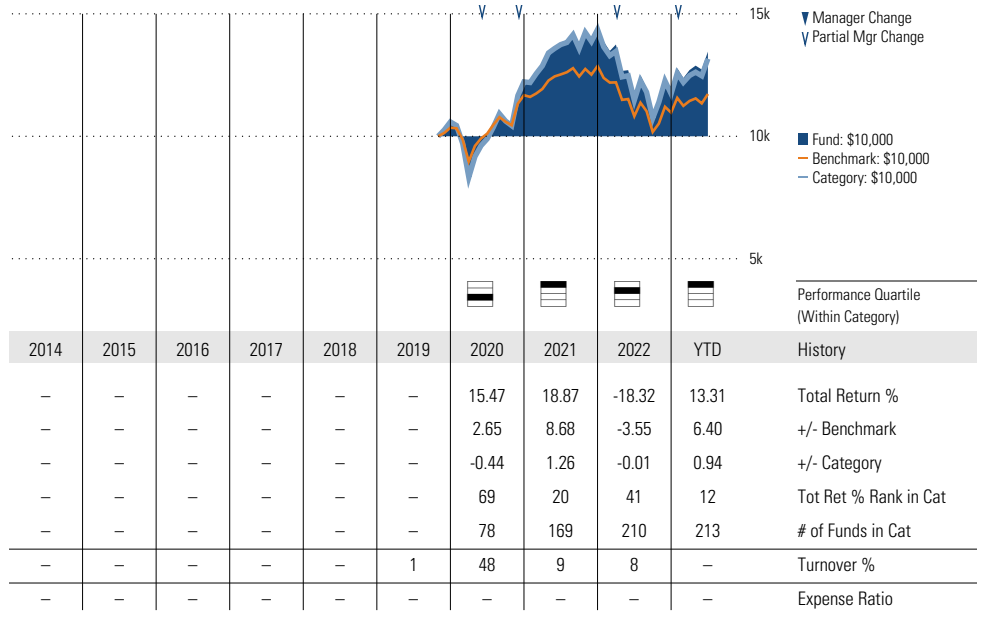 15k
Manager Change
Partial Mgr Change
10k
Fund: $10,000
Benchmark: $10,000
Category: $10,000
5k
Performance Quartile
(Within Category)
2014 2015 2016 2017 2018 2019 2020 2021 2022 YTD History
– – – – – – 15.47 18.87 -18.32 13.31 Total Return %
– – – – – – 2.65 8.68 -3.55 6.40 +/- Benchmark
– – – – – – -0.44 1.26 -0.01 0.94 +/- Category
– – – – – – 69 20 41 12 Tot Ret % Rank in Cat
– – – – – – 78 169 210 213 # of Funds in Cat
– – – – – 1 48 9 8 – Turnover %
– – – – – – – – – – Expense Ratio